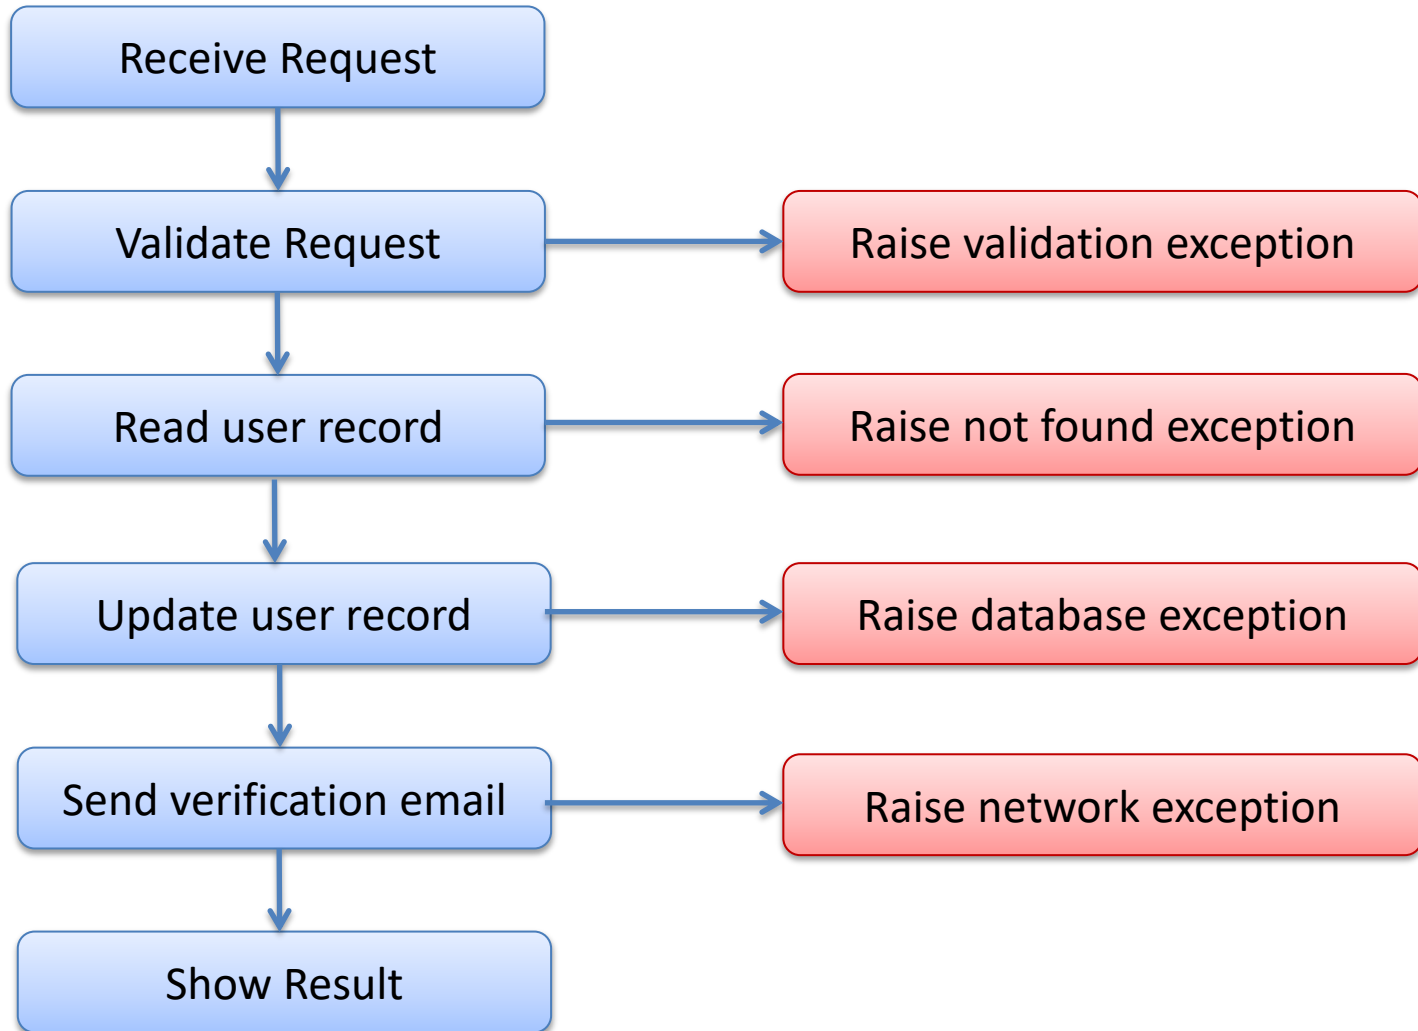 Receive Request
Validate Request
Raise validation exception
Read user record
Raise not found exception
Update user record
Raise database exception
Send verification email
Raise network exception
Show Result